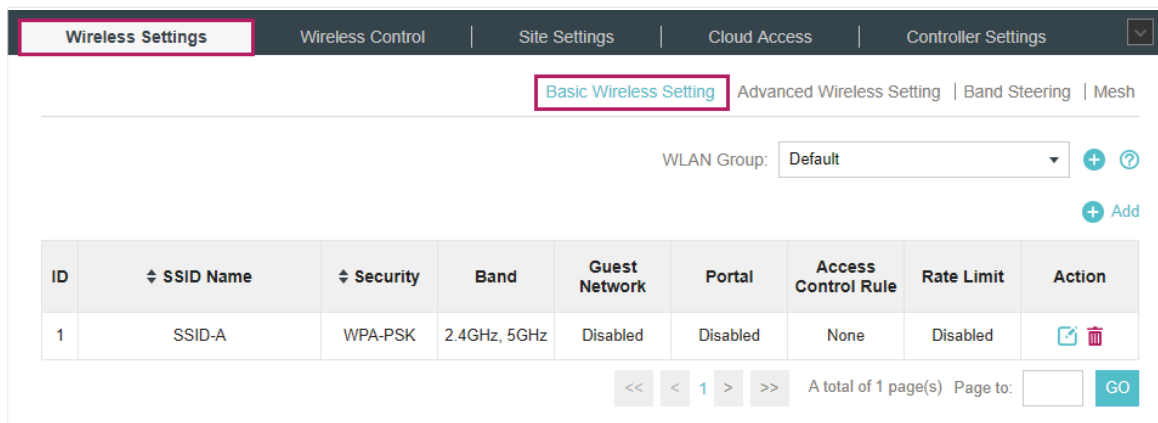 Wireless Settings | Wireless Control | Site Settings | Cloud Access | Controller Settings
Basic Wireless Setting | Advanced Wireless Setting | Band Steering | Mesh
WLAN Group: Default
Add
ID SSID Name Security Band Guest Network Portal Access Control Rule Rate Limit Action
1 SSID-A WPA-PSK 2.4GHz, 5GHz Disabled Disabled None Disabled
<< < 1 > >> A total of 1 page(s) Page to: GO